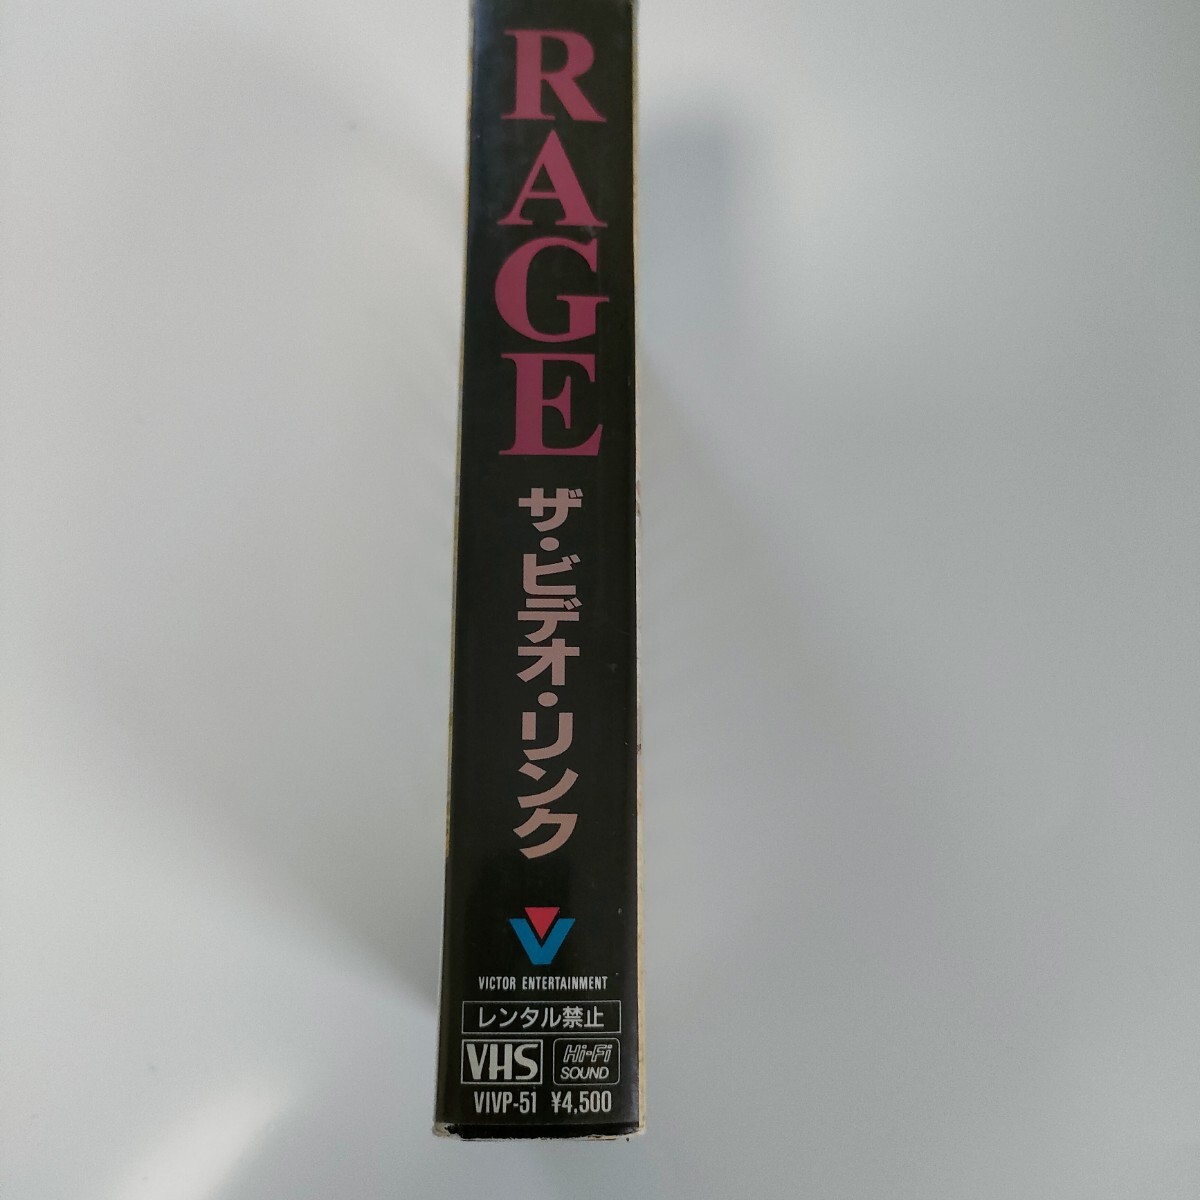 RAGE
ザ・ビデオ・リンク
VICTOR ENTERTAINMENT
レンタル禁止
VHS Hi-Fi SOUND
VIVP-51 ¥4,500